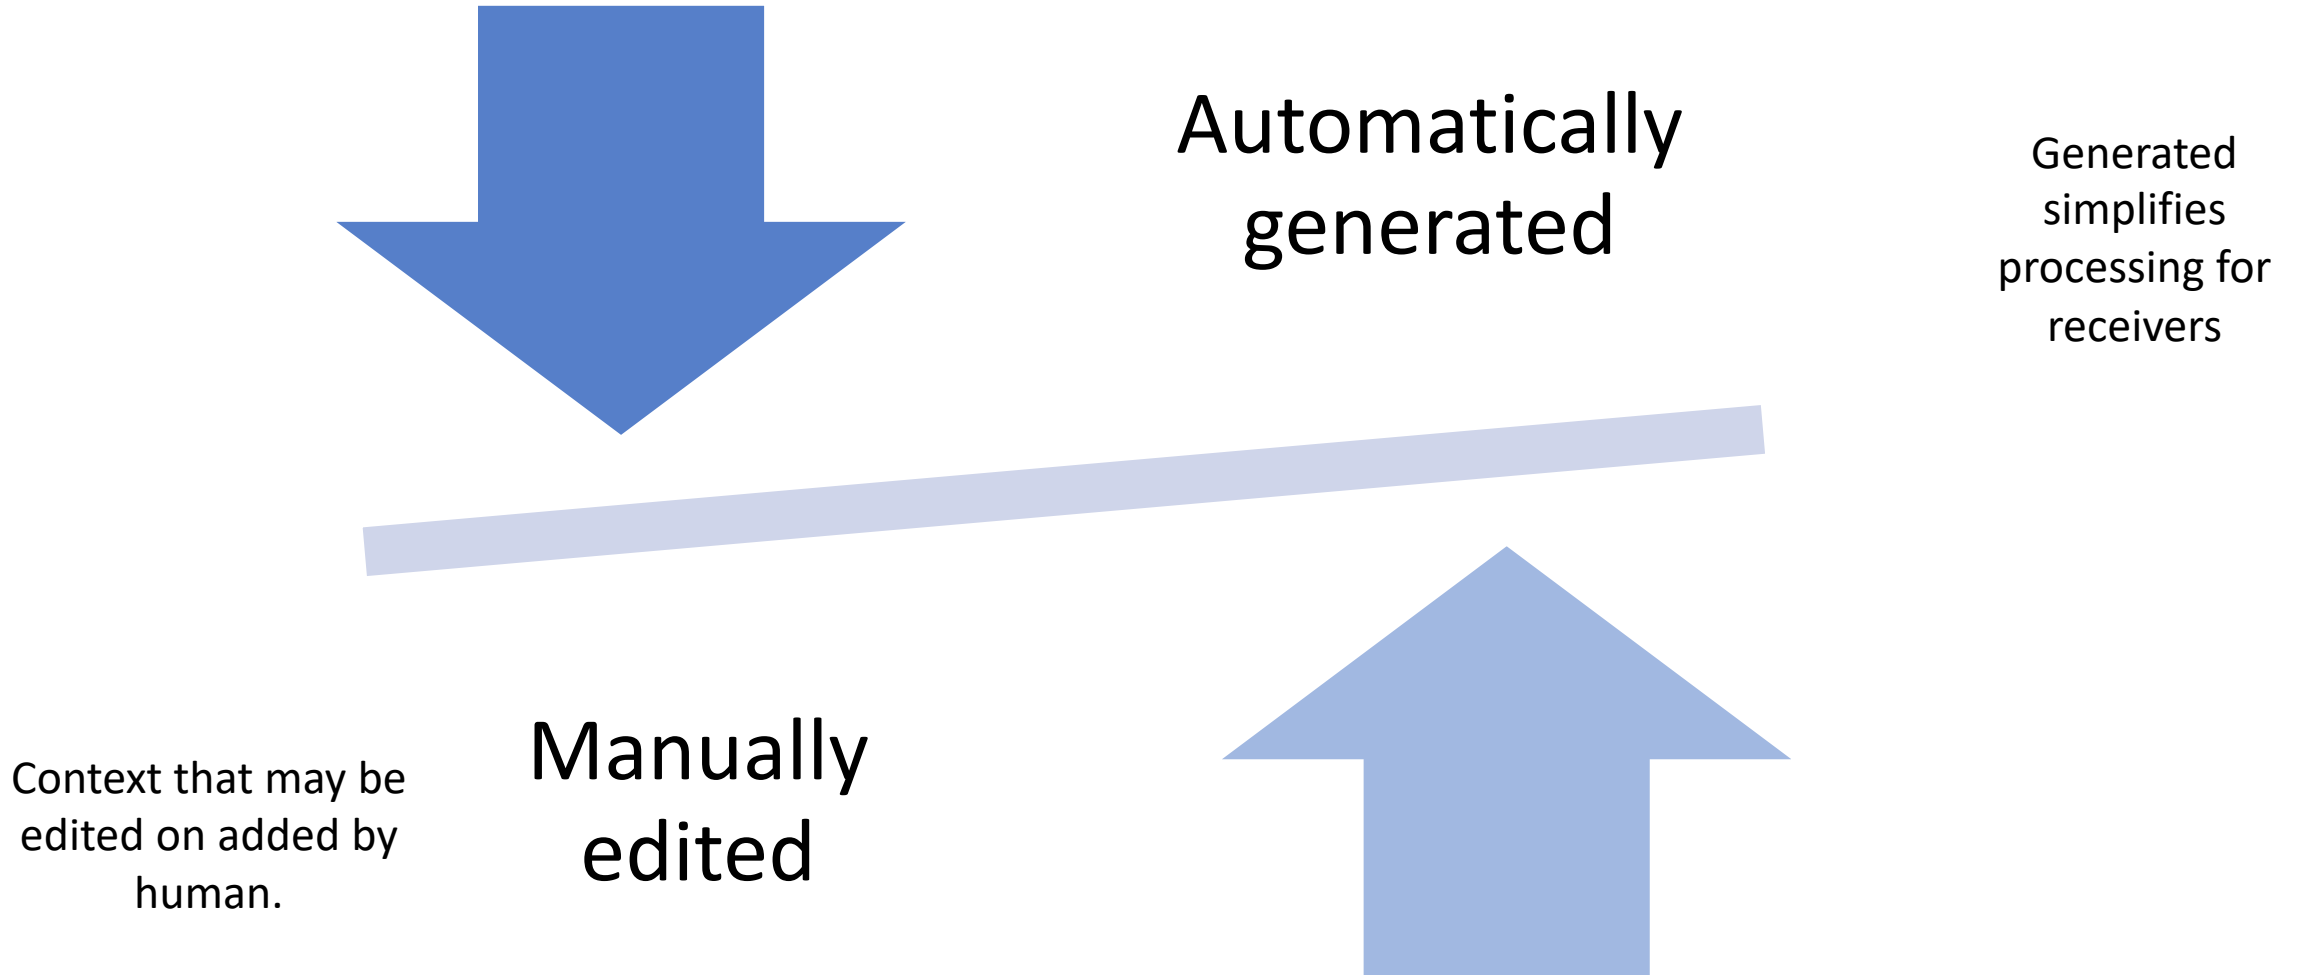 Automatically
generated
Generated
simplifies
processing for
receivers
Manually
edited
Context that may be
edited on added by
human.